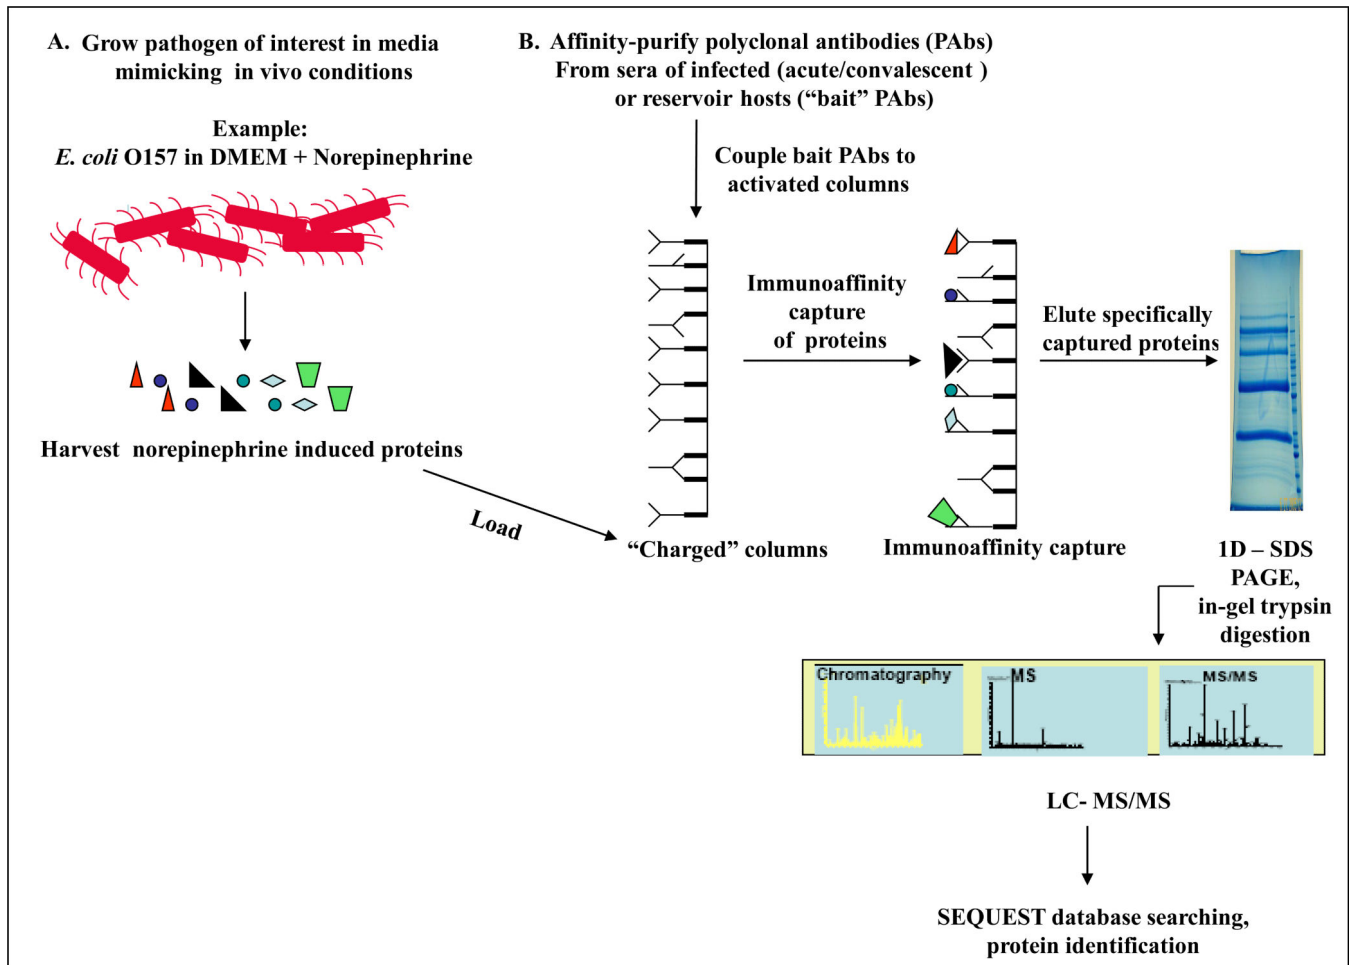 A. Grow pathogen of interest in media
mimicking in vivo conditions
Example:
E. coli O157 in DMEM + Norepinephrine
Harvest norepinephrine induced proteins
Load
B. Affinity-purify polyclonal antibodies (PAbs)
From sera of infected (acute/convalescent )
or reservoir hosts (“bait” PAbs)
Couple bait PAbs to
activated columns
“Charged” columns
Immunoaffinity
capture
of proteins
Immunoaffinity capture
Elute specifically
captured proteins
1D – SDS
PAGE,
in-gel trypsin
digestion
Chromatography
MS
MS/MS
LC- MS/MS
SEQUEST database searching,
protein identification